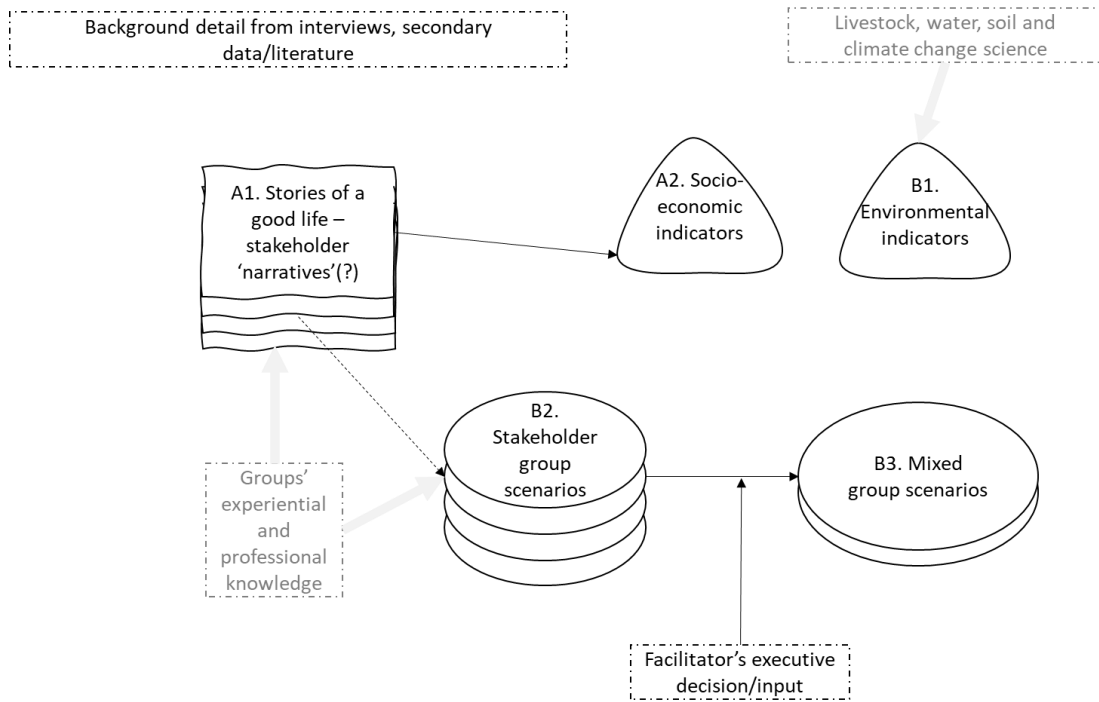 Background detail from interviews, secondary
data/literature
Livestock, water, soil and
climate change science
A1. Stories of a
good life –
stakeholder
‘narratives’(?)
A2. Socio-
economic
indicators
B1.
Environmental
indicators
B2.
Stakeholder
group
scenarios
B3. Mixed
group scenarios
Groups’
experiential
and
professional
knowledge
Facilitator’s executive
decision/input